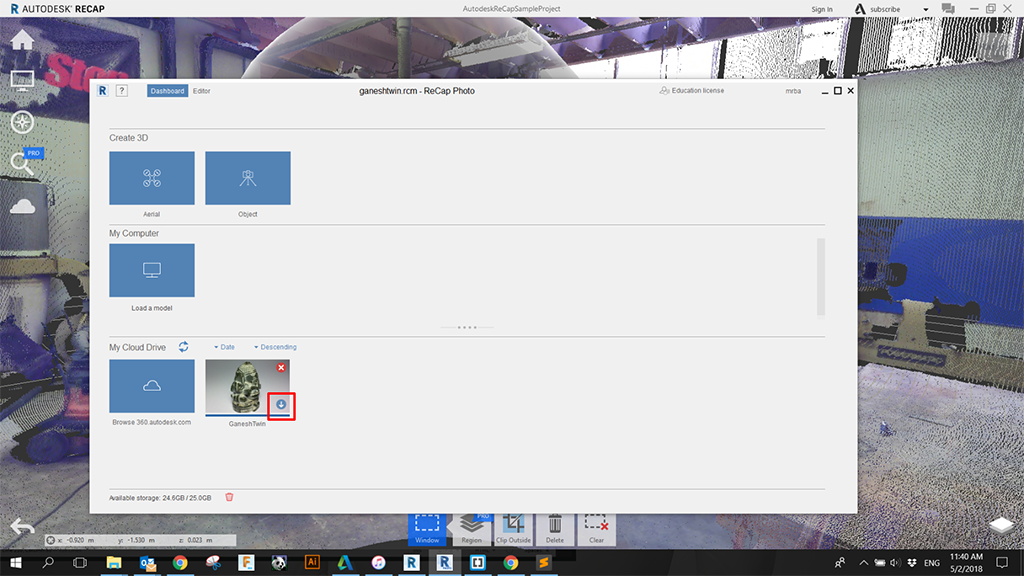 R AUTODESK® RECAP
AutodeskReCapSampleProject
Sign In
subscribe
PRO
R ? Dashboard Editor
ganeshtwin.rcm - ReCap Photo
Education license
mrba
Create 3D
Aerial
Object
My Computer
Load a model
My Cloud Drive
Date
Descending
Browse 360.autodesk.com
GaneshTwin
Available storage: 24.6GB / 25.0GB
PRO
Window
Region
Clip Outside
Delete
Clear
x: -0.920 m y: -1.530 m z: 0.023 m
Ai
ENG
11:40 AM
5/2/2018